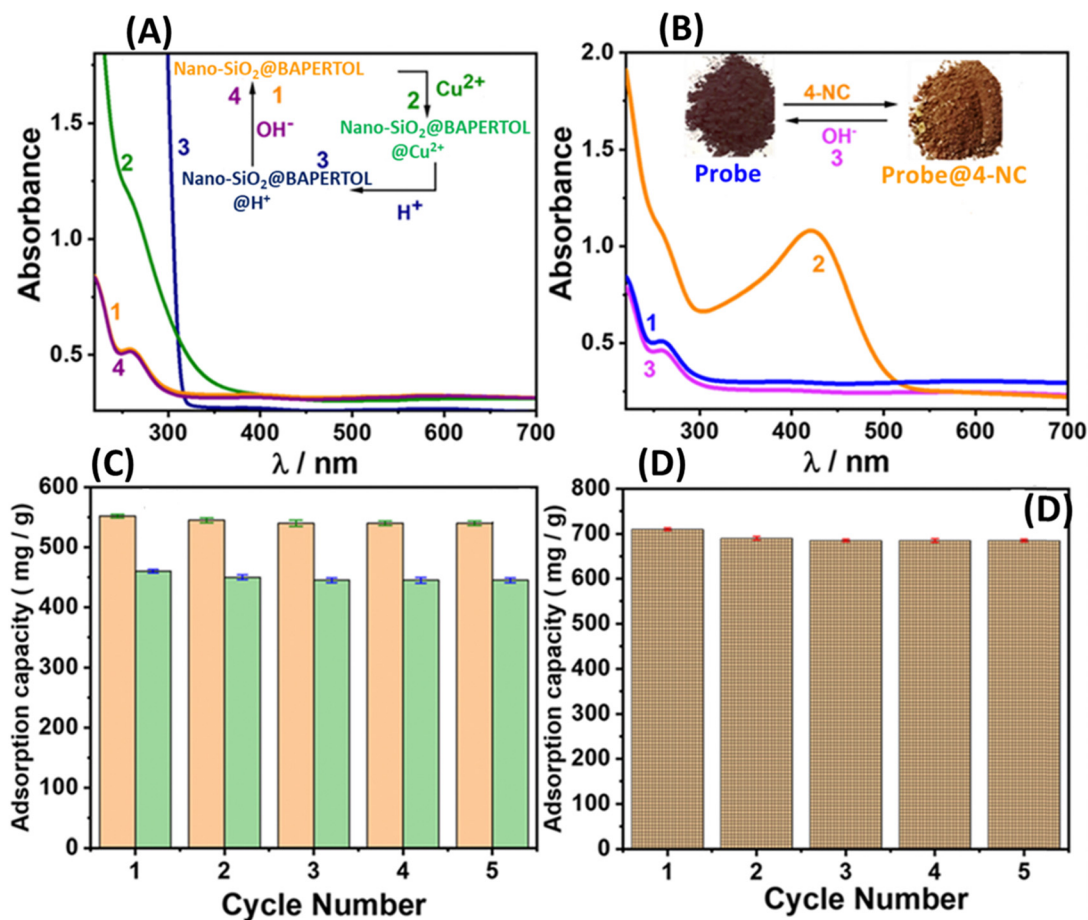 (A)
Absorbance
1.5
1.0
0.5
300 400 500 600 700
λ / nm
Nano-SiO₂@BAPERTOL
4 1
Cu²⁺
2
OH⁻
Nano-SiO₂@BAPERTOL
@Cu²⁺
3
3
Nano-SiO₂@BAPERTOL
@H⁺
H⁺
2
1
4
(B)
Absorbance
2.0
1.5
1.0
0.5
300 400 500 600 700
λ / nm
4-NC
OH⁻
3
Probe
Probe@4-NC
2
1
3
(C)
Adsorption capacity ( mg / g)
600
500
400
300
200
100
0
1 2 3 4 5
Cycle Number
(D)
(D)
Adsorption capacity ( mg / g)
800
700
600
500
400
300
200
100
0
1 2 3 4 5
Cycle Number